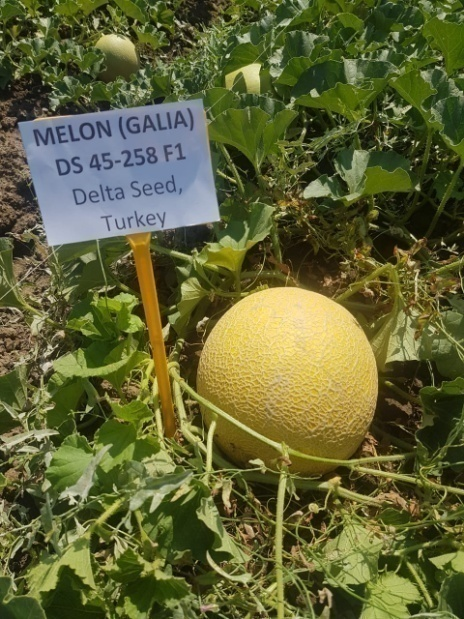 MELON (GALIA)
DS 45-258 F1
Delta Seed,
Turkey